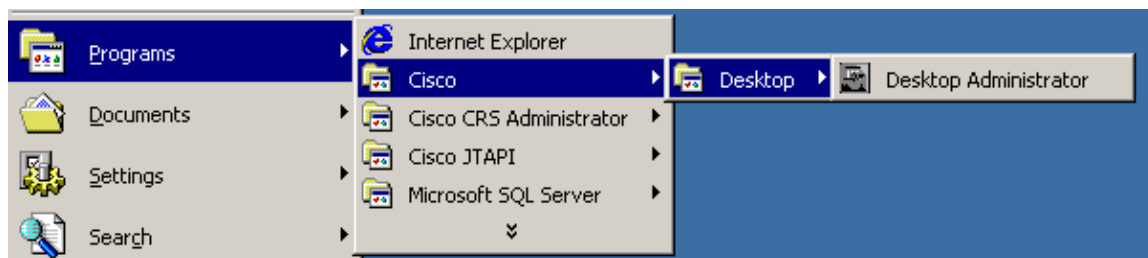 Programs
Documents
Settings
Search
Internet Explorer
Cisco
Cisco CRS Administrator
Cisco JTAPI
Microsoft SQL Server
Desktop
Desktop Administrator